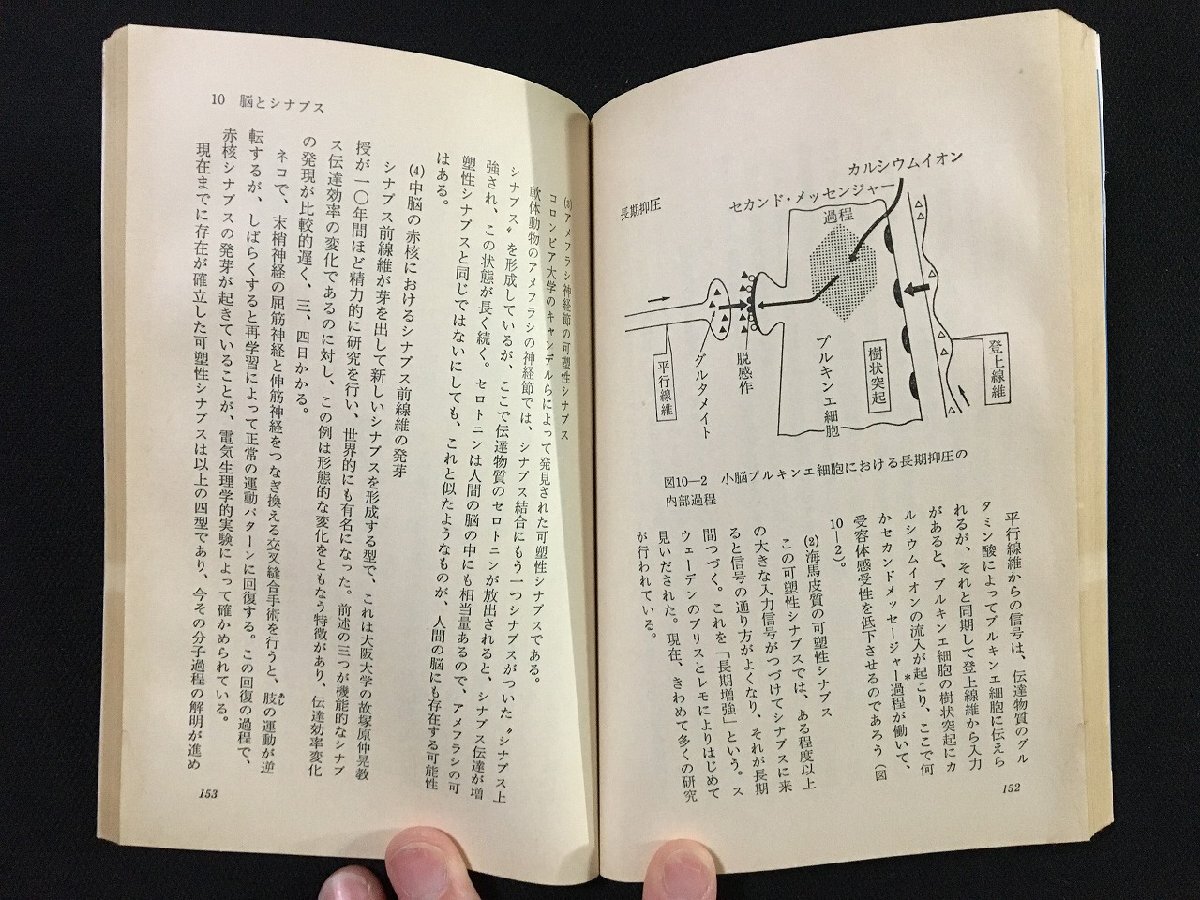 カルシウムイオン
セカンド・メッセンジャー
過程
長期抑圧
登上線維
樹状突起
プルキンエ細胞
脱感作
グルタメイト
平行線維
図10－2 小脳プルキンエ細胞における長期抑圧の
内部過程
平行線維からの信号は、伝達物質のグル
タミン酸によってプルキンエ細胞に伝えら
れるが、それと同期して登上線維から入力
があると、プルキンエ細胞の樹状突起にカ
ルシウムイオンの流入が起こり、ここで何
かセカンドメッセージャー*過程が働いて、
受容体感受性を低下させるのであろう（図
10－2）。
(2)海馬皮質の可塑性シナプス
この可塑性シナプスでは、ある程度以上
の大きな入力信号がつづけてシナプスに来
ると信号の通り方がよくなり、それが長期
間つづく。これを「長期増強」という。ス
ウェーデンのブリスとレモによりはじめて
見いだされた。現在、きわめて多くの研究
が行われている。
152
(3)アメフラシ神経節の可塑性シナプス
コロンビア大学のキャンデルらによって発見された可塑性シナプスである。
軟体動物のアメフラシの神経節では、シナプス結合にもう一つシナプスがついた〝シナプス上
シナプス〟を形成しているが、ここで伝達物質のセロトニンが放出されると、シナプス伝達が増
強され、この状態が長く続く。セロトニンは人間の脳の中にも相当量あるので、アメフラシの可
塑性シナプスと同じではないにしても、これと似たようなものが、人間の脳にも存在する可能性
はある。
(4)中脳の赤核におけるシナプス前線維の発芽
シナプス前線維が芽を出して新しいシナプスを形成する型で、これは大阪大学の故塚原仲晃教
授が一〇年間ほど精力的に研究を行い、世界的にも有名になった。前述の三つが機能的なシナプ
ス伝達効率の変化であるのに対し、この例は形態的な変化をともなう特徴があり、伝達効率変化
の発現が比較的遅く、三、四日かかる。
ネコで、末梢神経の屈筋神経と伸筋神経をつなぎ換える交叉縫合手術を行うと、肢あしの運動が逆
転するが、しばらくすると再学習によって正常の運動パターンに回復する。この回復の過程で、
赤核シナプスの発芽が起きていることが、電気生理学的実験によって確かめられている。
現在までに存在が確立した可塑性シナプスは以上の四型であり、今その分子過程の解明が進め
10 脳とシナプス
153